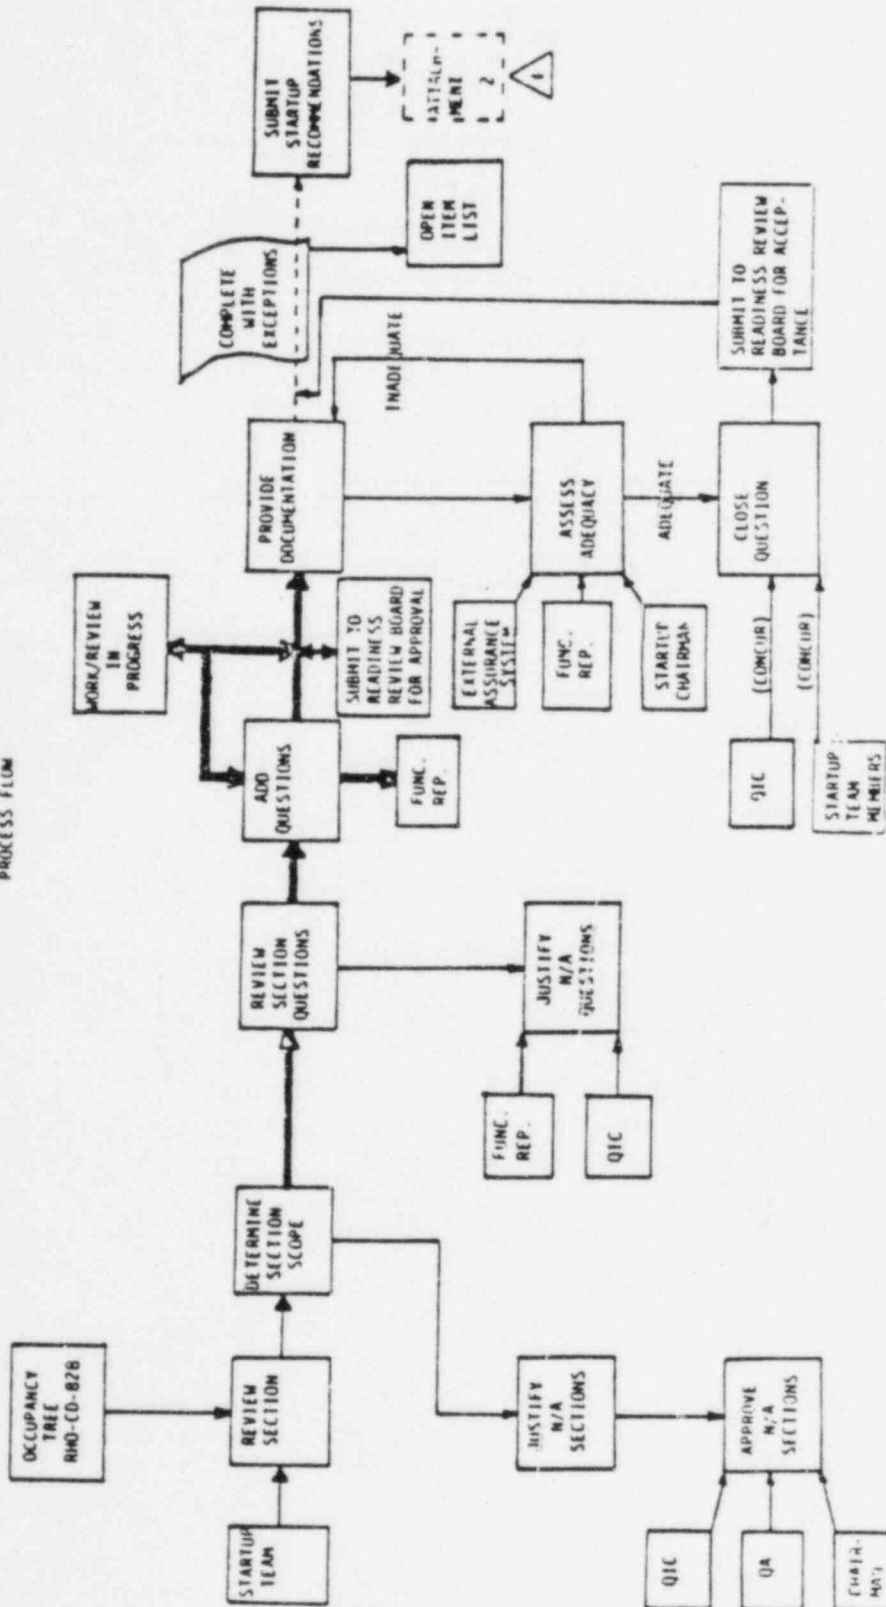 PROCESS FLOW
OCCUPANCY
TREE
RHO-CD-828
STARTUP
TEAM
REVIEW
SECTION
DETERMINE
SECTION
SCOPE
JUSTIFY
N/A
SECTIONS
APPROVE
N/A
SECTIONS
QIC
QA
CHAIR-
MAN
REVIEW
SECTION
QUESTIONS
JUSTIFY
N/A
QUESTIONS
FUNC.
REP.
QIC
ADD
QUESTIONS
FUNC.
REP.
WORK/REVIEW
IN
PROGRESS
SUBMIT TO
READINESS
REVIEW BOARD
FOR APPROVAL
PROVIDE
DOCUMENTATION
INADEQUATE
EXTERNAL
ASSURANCE
SYSTEM
FUNC.
REP.
STARTUP
CHAIRMAN
ASSESS
ADEQUACY
ADEQUATE
CLOSE
QUESTION
(CONCUR)
(CONCUR)
QIC
STARTUP
TEAM
MEMBERS
SUBMIT TO
READINESS REVIEW
BOARD FOR ACCEP-
TANCE
COMPLETE
WITH
EXCEPTIONS
OPEN
ITEM
LIST
SUBMIT
STARTUP
RECOMMENDATIONS
ATTACH-
MENT
2
1